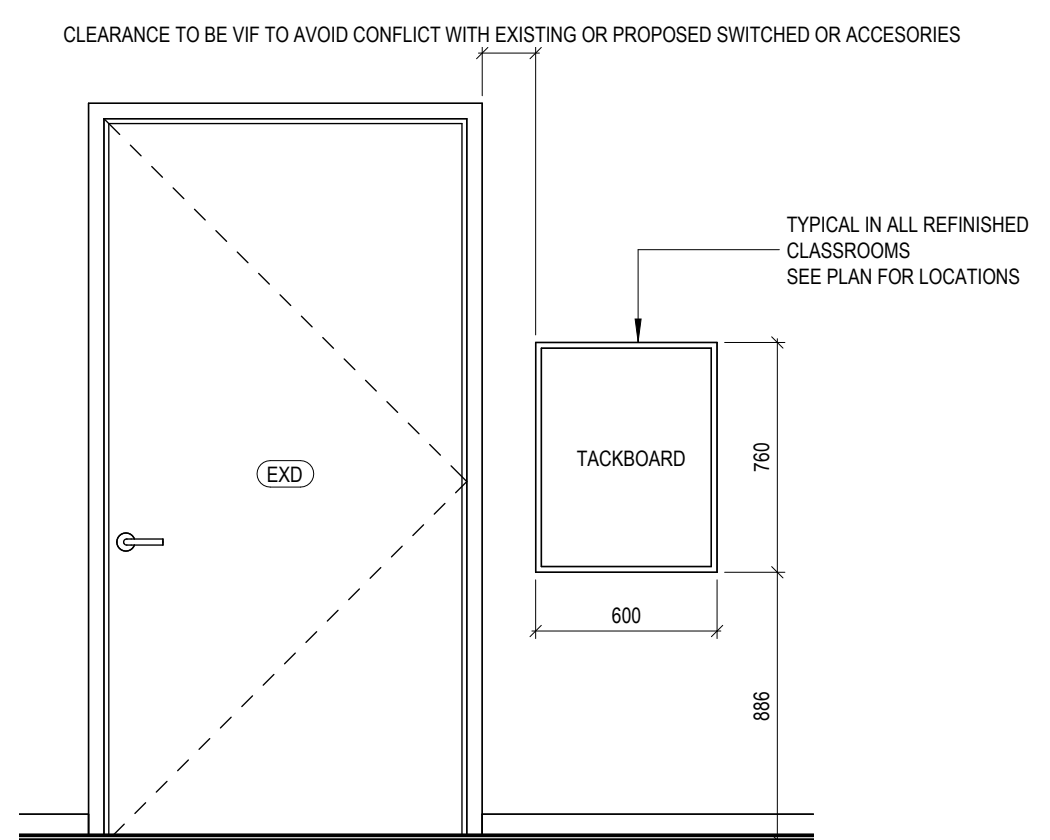 CLEARANCE TO BE VIF TO AVOID CONFLICT WITH EXISTING OR PROPOSED SWITCHED OR ACCESORIES
TYPICAL IN ALL REFINISHED
CLASSROOMS
SEE PLAN FOR LOCATIONS
TACKBOARD
760
EXD
600
886